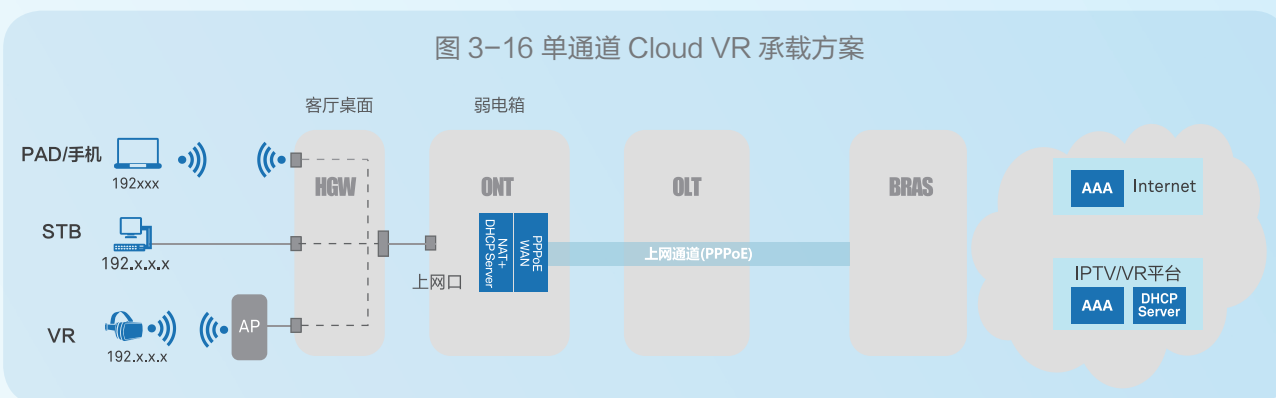 图 3-16 单通道 Cloud VR 承载方案
客厅桌面
弱电箱
PAD/手机
192xxx
HGW
ONT
OLT
BRAS
AAA
Internet
STB
192.x.x.x
上网口
NAT+
DHCP Server
PPPoE
WAN
上网通道(PPPoE)
IPTV/VR平台
AAA
DHCP
Server
VR
192.x.x.x
AP